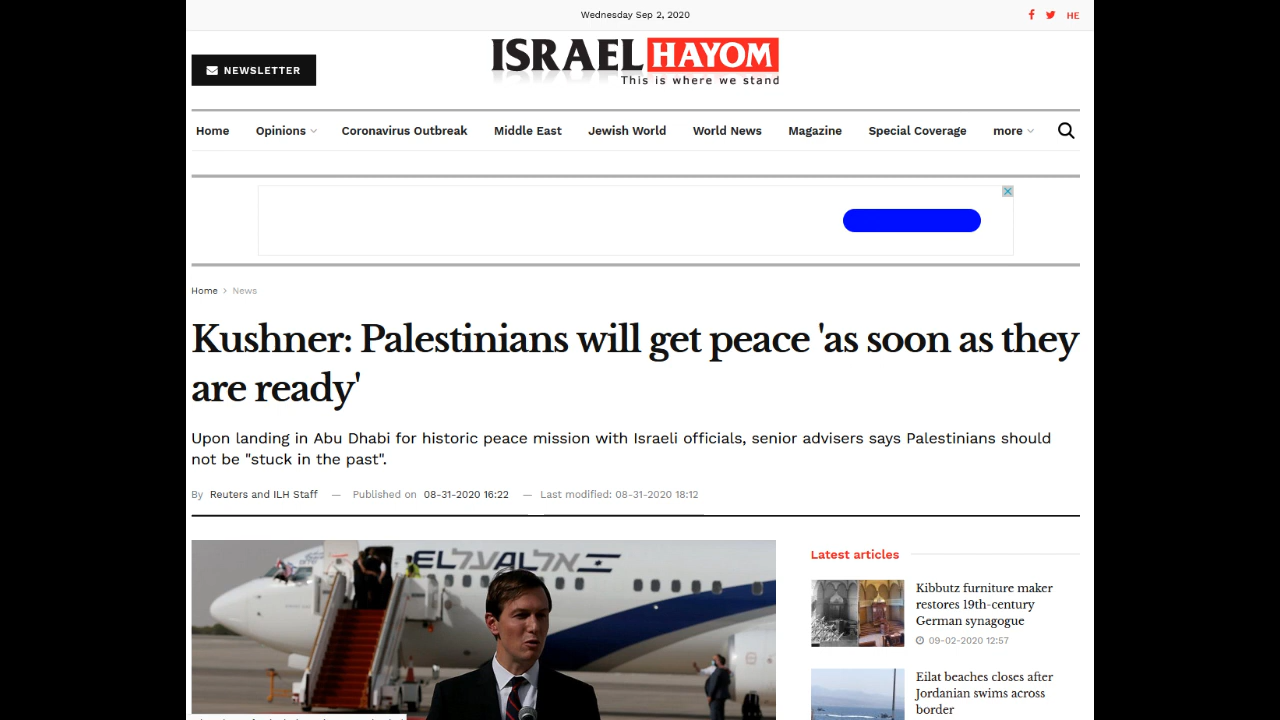 Wednesday Sep 2, 2020
HE
NEWSLETTER
ISRAEL HAYOM
This is where we stand
Home Opinions Coronavirus Outbreak Middle East Jewish World World News Magazine Special Coverage more
Home > News
Kushner: Palestinians will get peace 'as soon as they
are ready'
Upon landing in Abu Dhabi for historic peace mission with Israeli officials, senior advisers says Palestinians should
not be "stuck in the past".
By Reuters and ILH Staff — Published on 08-31-2020 16:22 — Last modified: 08-31-2020 18:12
EL AL אל על
Latest articles
Kibbutz furniture maker
restores 19th-century
German synagogue
09-02-2020 12:57
Eilat beaches closes after
Jordanian swims across
border